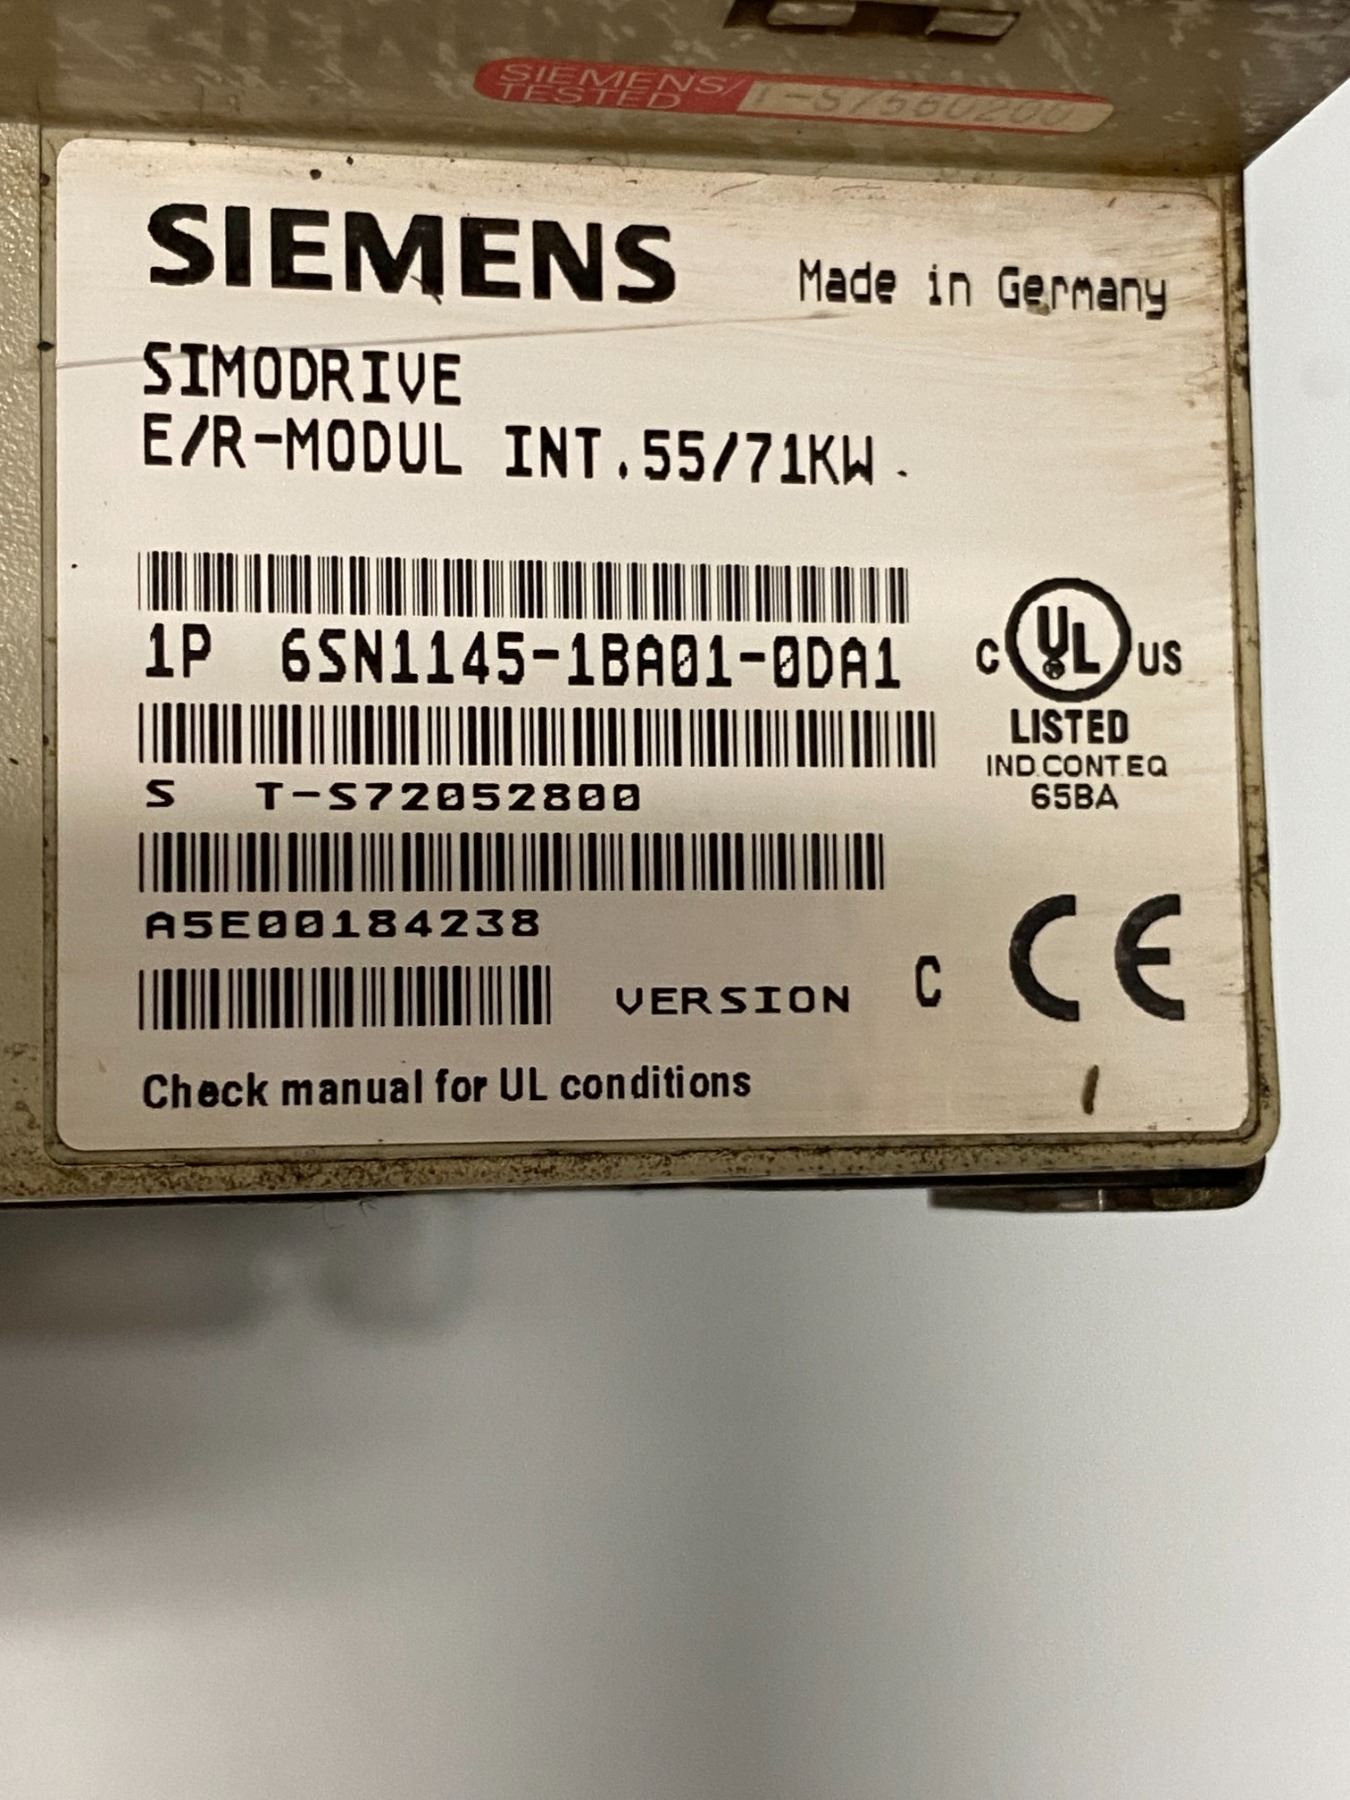 SIEMENS/
TESTED
SIEMENS Made in Germany
SIMODRIVE
E/R-MODUL INT.55/71KW
1P 6SN1145-1BA01-0DA1
C UL US
LISTED
IND.CONT.EQ
65BA
S T-S72052800
A5E00184238
VERSION C CE
Check manual for UL conditions